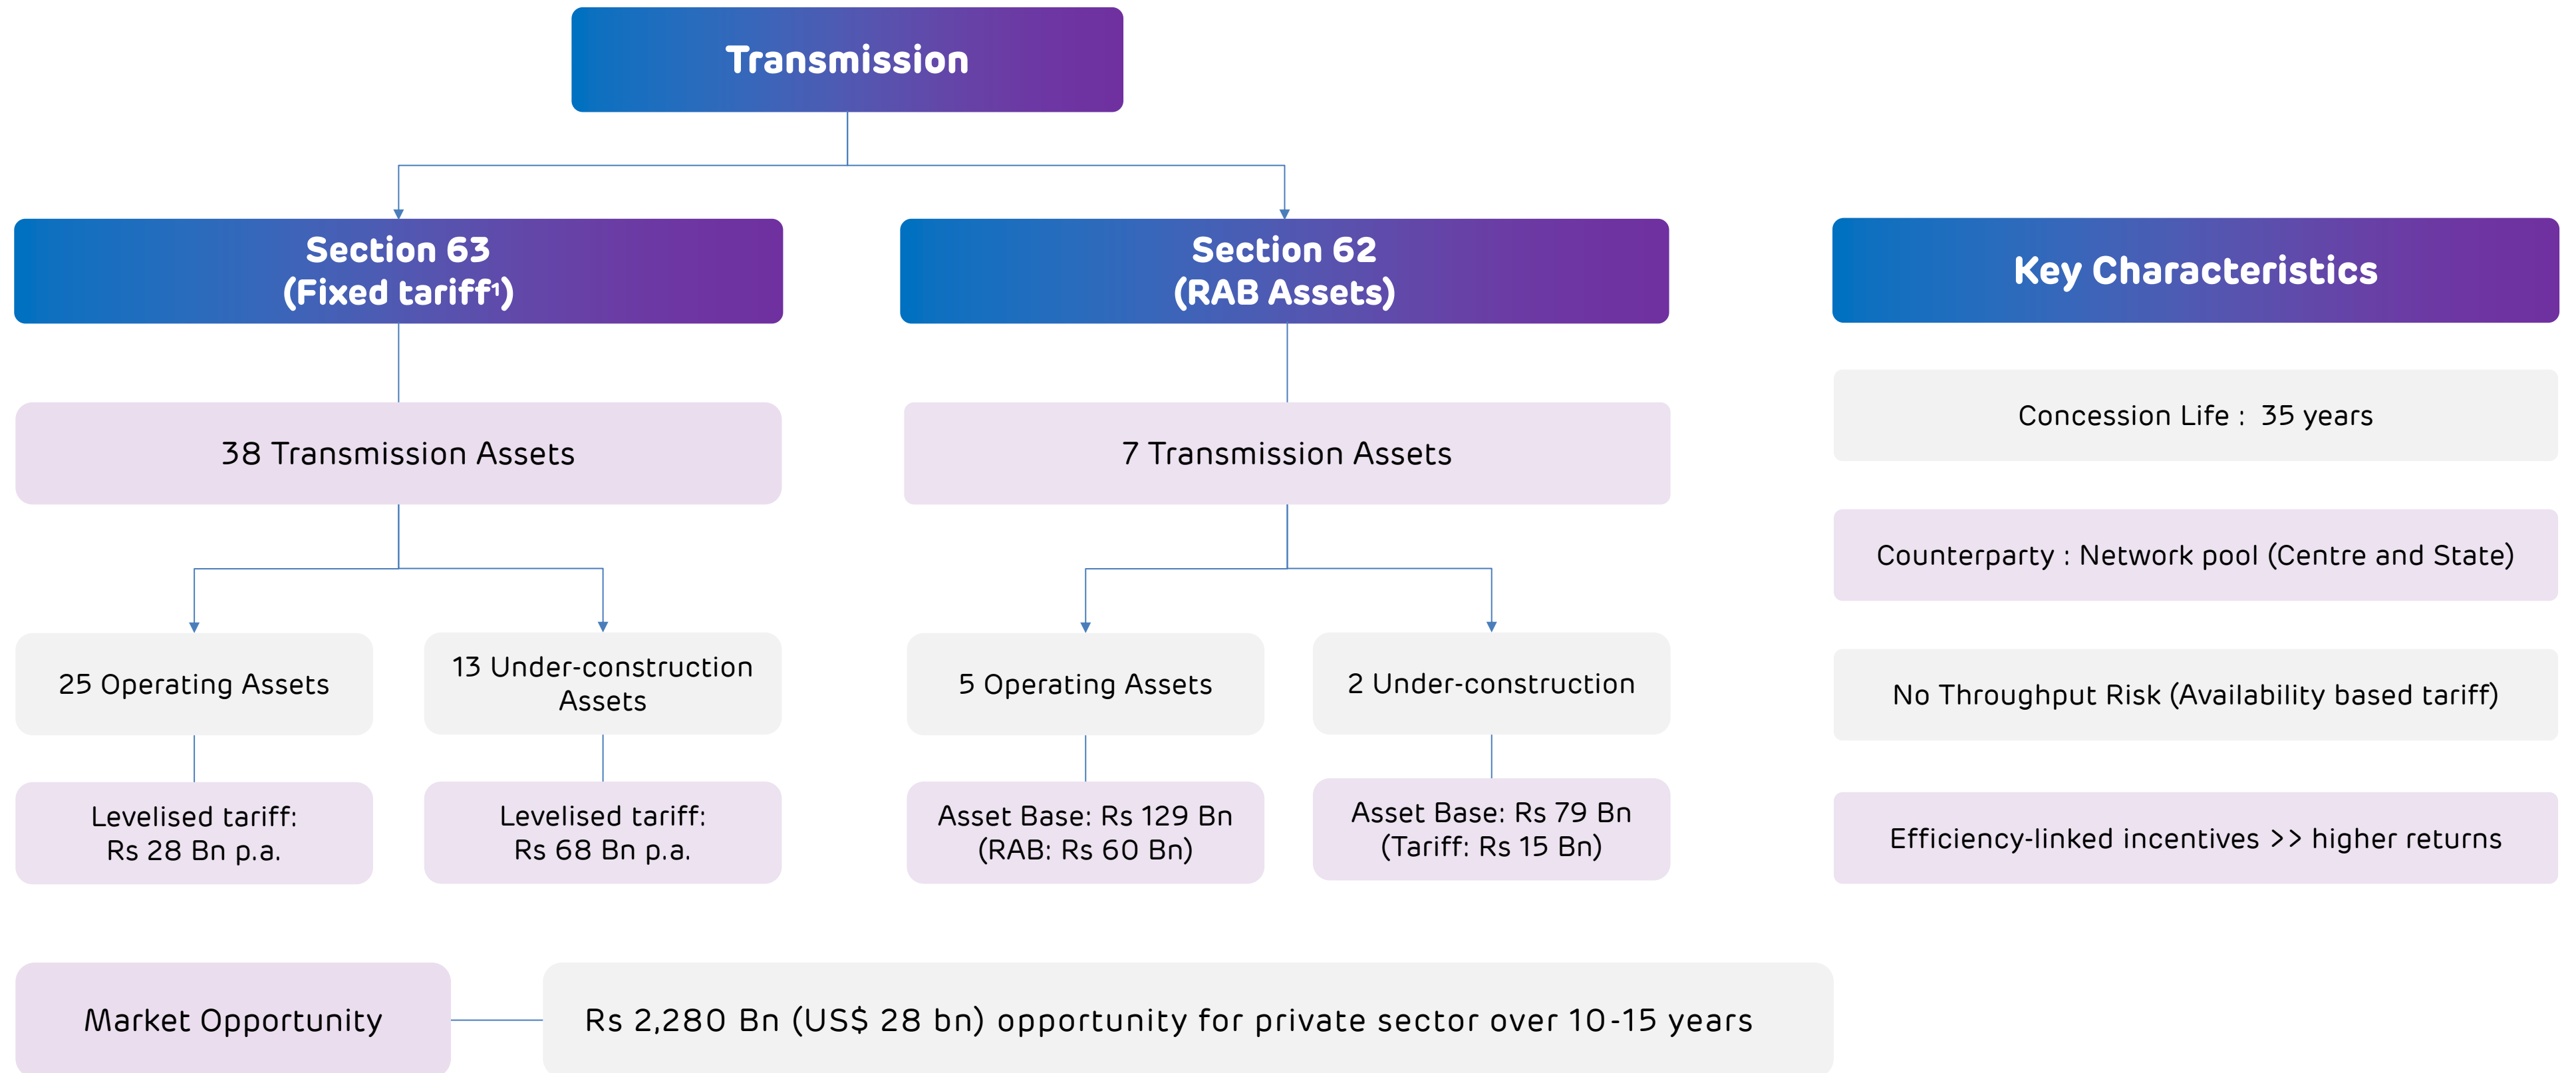 Transmission
Section 63
(Fixed tariff¹)
Section 62
(RAB Assets)
Key Characteristics
38 Transmission Assets
7 Transmission Assets
Concession Life :  35 years
Counterparty : Network pool (Centre and State)
25 Operating Assets
13 Under-construction
Assets
5 Operating Assets
2 Under-construction
No Throughput Risk (Availability based tariff)
Levelised tariff:
Rs 28 Bn p.a.
Levelised tariff:
Rs 68 Bn p.a.
Asset Base: Rs 129 Bn
(RAB: Rs 60 Bn)
Asset Base: Rs 79 Bn
(Tariff: Rs 15 Bn)
Efficiency-linked incentives >> higher returns
Market Opportunity
Rs 2,280 Bn (US$ 28 bn) opportunity for private sector over 10-15 years